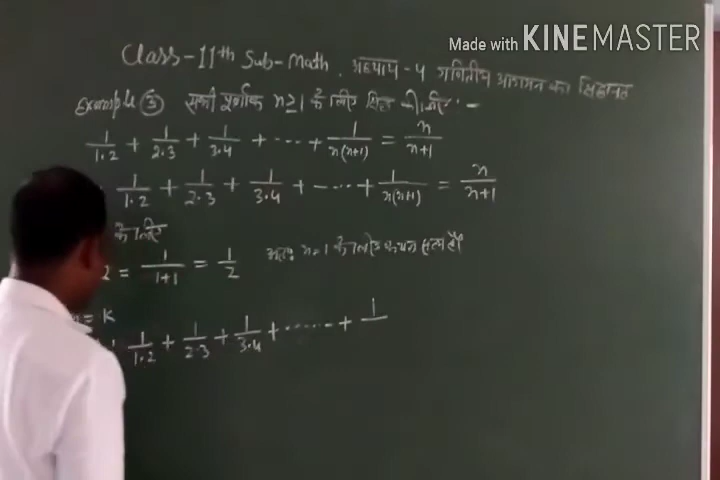 Made with KINEMASTER
Class-11th Sub-Math. अध्याय-4 गणितीय आगमन का सिद्धान्त
Example ③ सभी पूर्णांक n ≥ 1 के लिए सिद्ध कीजिए:-
1/1·2 + 1/2·3 + 1/3·4 + ... + 1/n(n+1) = n/n+1
1/1·2 + 1/2·3 + 1/3·4 + ----- + 1/n(n+1) = n/n+1
के लिए
2 = 1/1+1 = 1/2 अतः n=1 के लिए कथन सत्य है।
= K
1/1·2 + 1/2·3 + 1/3·4 + ...... + 1/